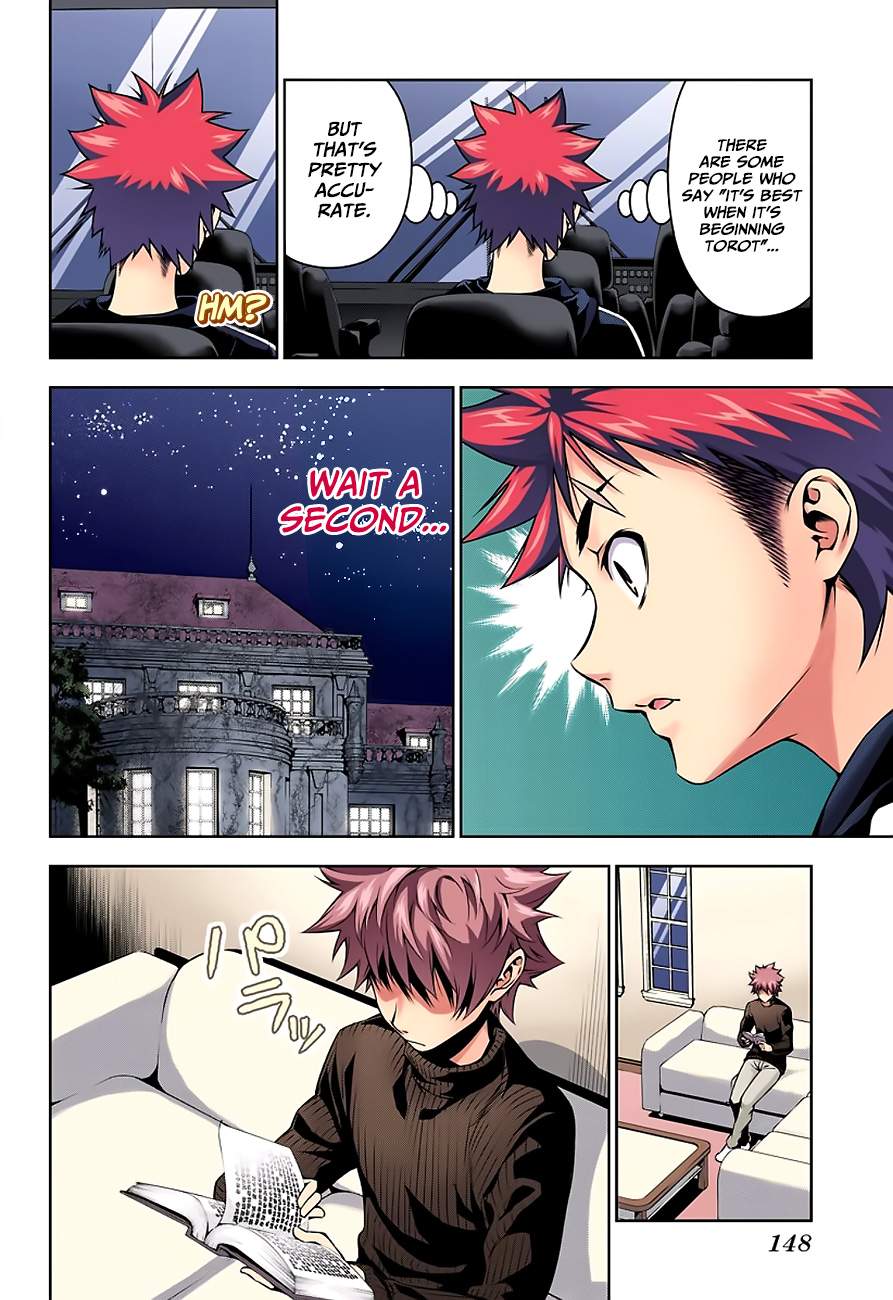 THERE
ARE SOME
PEOPLE WHO
SAY "IT'S BEST
WHEN IT'S
BEGINNING
TOROT"...
BUT
THAT'S
PRETTY
ACCU-
RATE.
HM?
WAIT A
SECOND...
パラッ
148